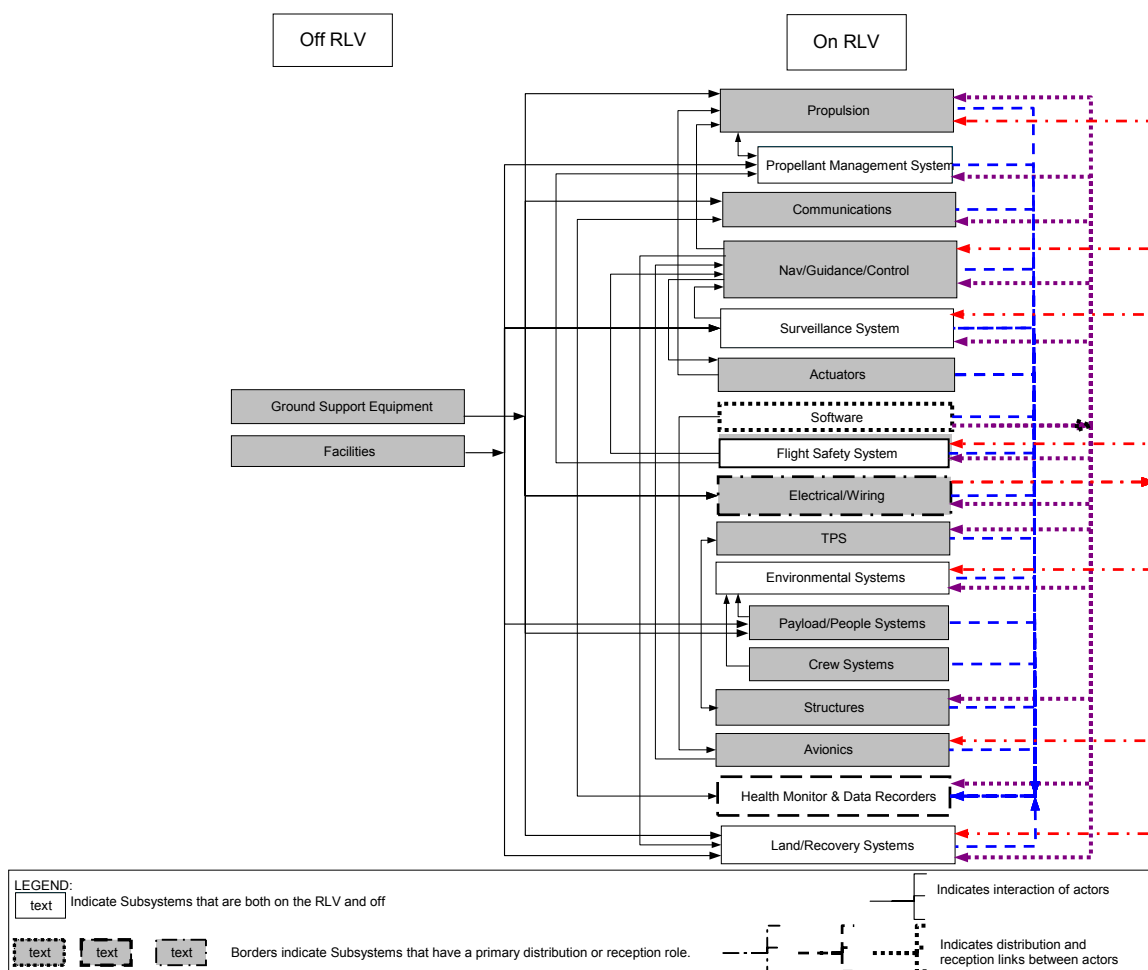 Off RLV
On RLV
Propulsion
Propellant Management System
Communications
Nav/Guidance/Control
Surveillance System
Actuators
Ground Support Equipment
Software
Facilities
Flight Safety System
Electrical/Wiring
TPS
Environmental Systems
Payload/People Systems
Crew Systems
Structures
Avionics
Health Monitor & Data Recorders
Land/Recovery Systems
LEGEND:
text
Indicate Subsystems that are both on the RLV and off
Indicates interaction of actors
text
text
text
Borders indicate Subsystems that have a primary distribution or reception role.
Indicates distribution and
reception links between actors